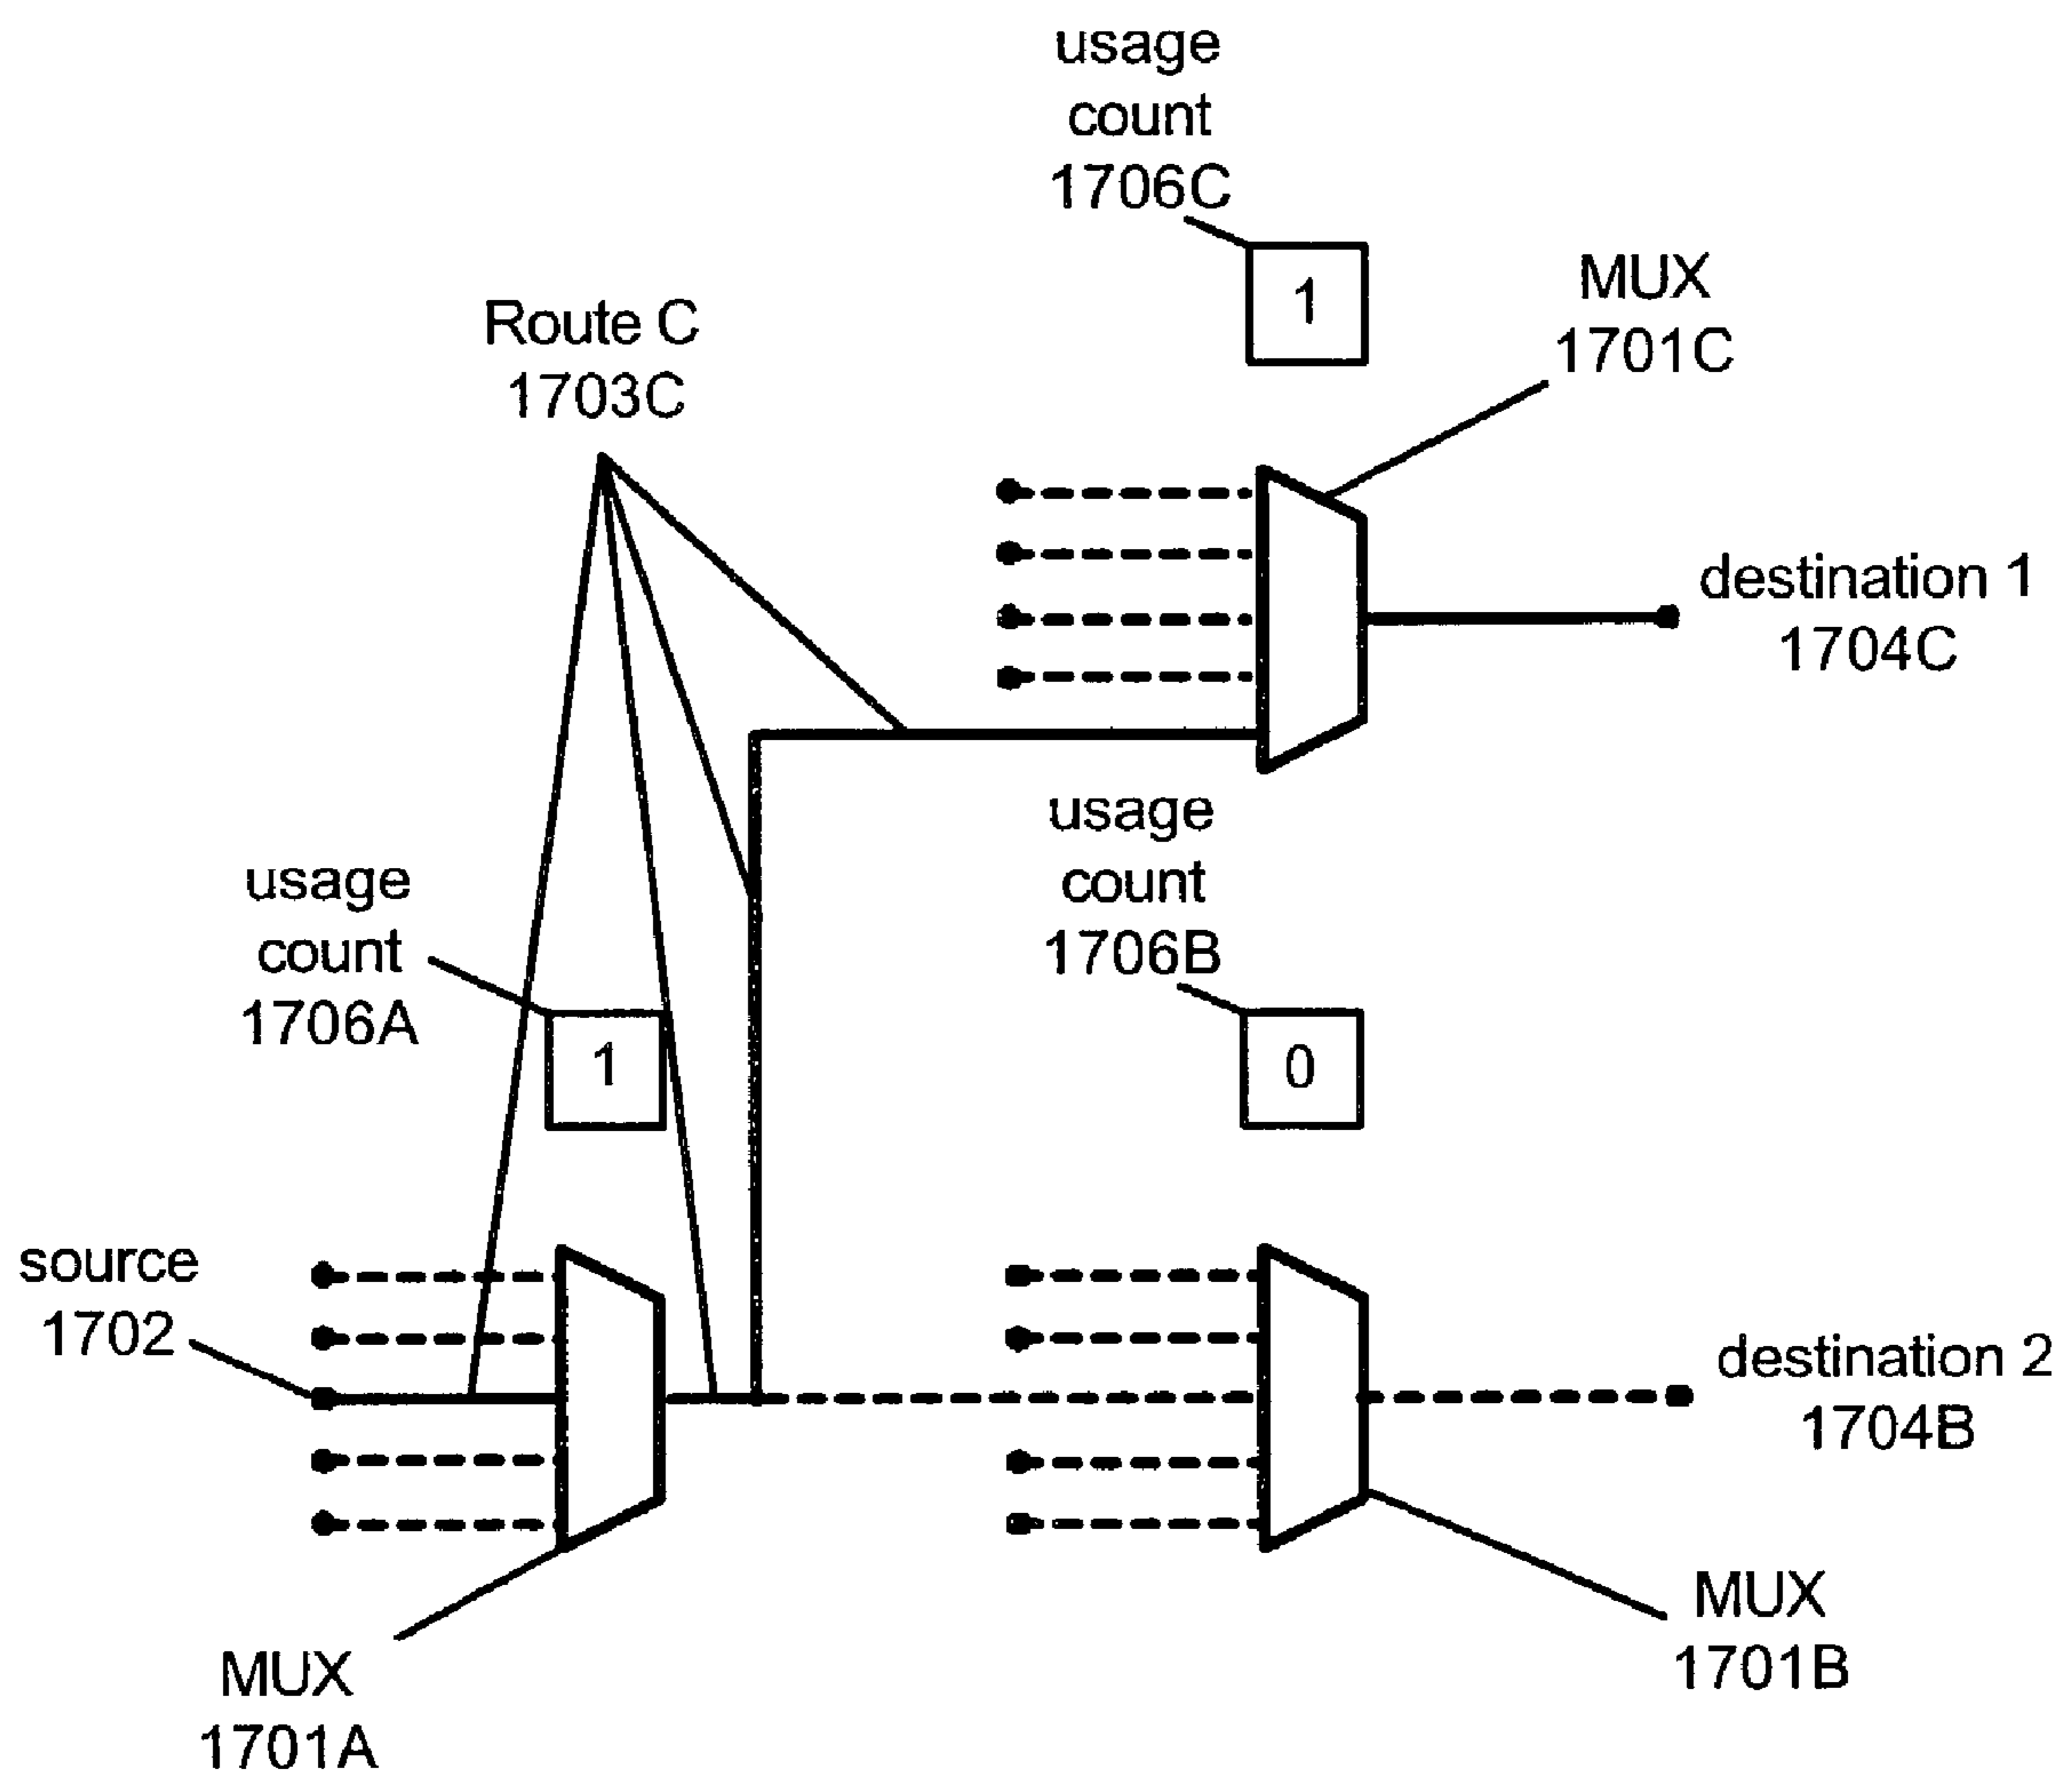 usage
count
1706C
1
MUX
1701C
Route C
1703C
destination 1
1704C
usage
count
1706B
0
usage
count
1706A
1
source
1702
destination 2
1704B
MUX
1701B
MUX
1701A